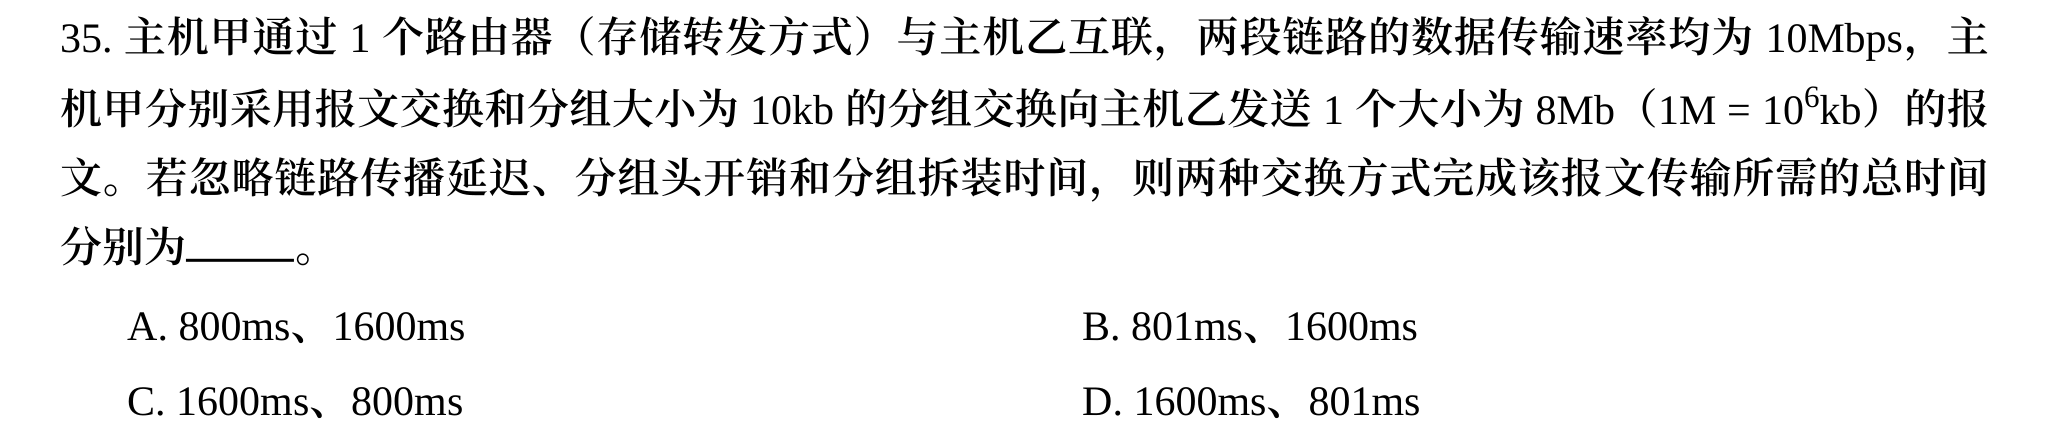 35. 主机甲通过 1 个路由器（存储转发方式）与主机乙互联，两段链路的数据传输速率均为 10Mbps，主
机甲分别采用报文交换和分组大小为 10kb 的分组交换向主机乙发送 1 个大小为 8Mb（1M = 10⁶kb）的报
文。若忽略链路传播延迟、分组头开销和分组拆装时间，则两种交换方式完成该报文传输所需的总时间
分别为_____。
A. 800ms、1600ms
B. 801ms、1600ms
C. 1600ms、800ms
D. 1600ms、801ms